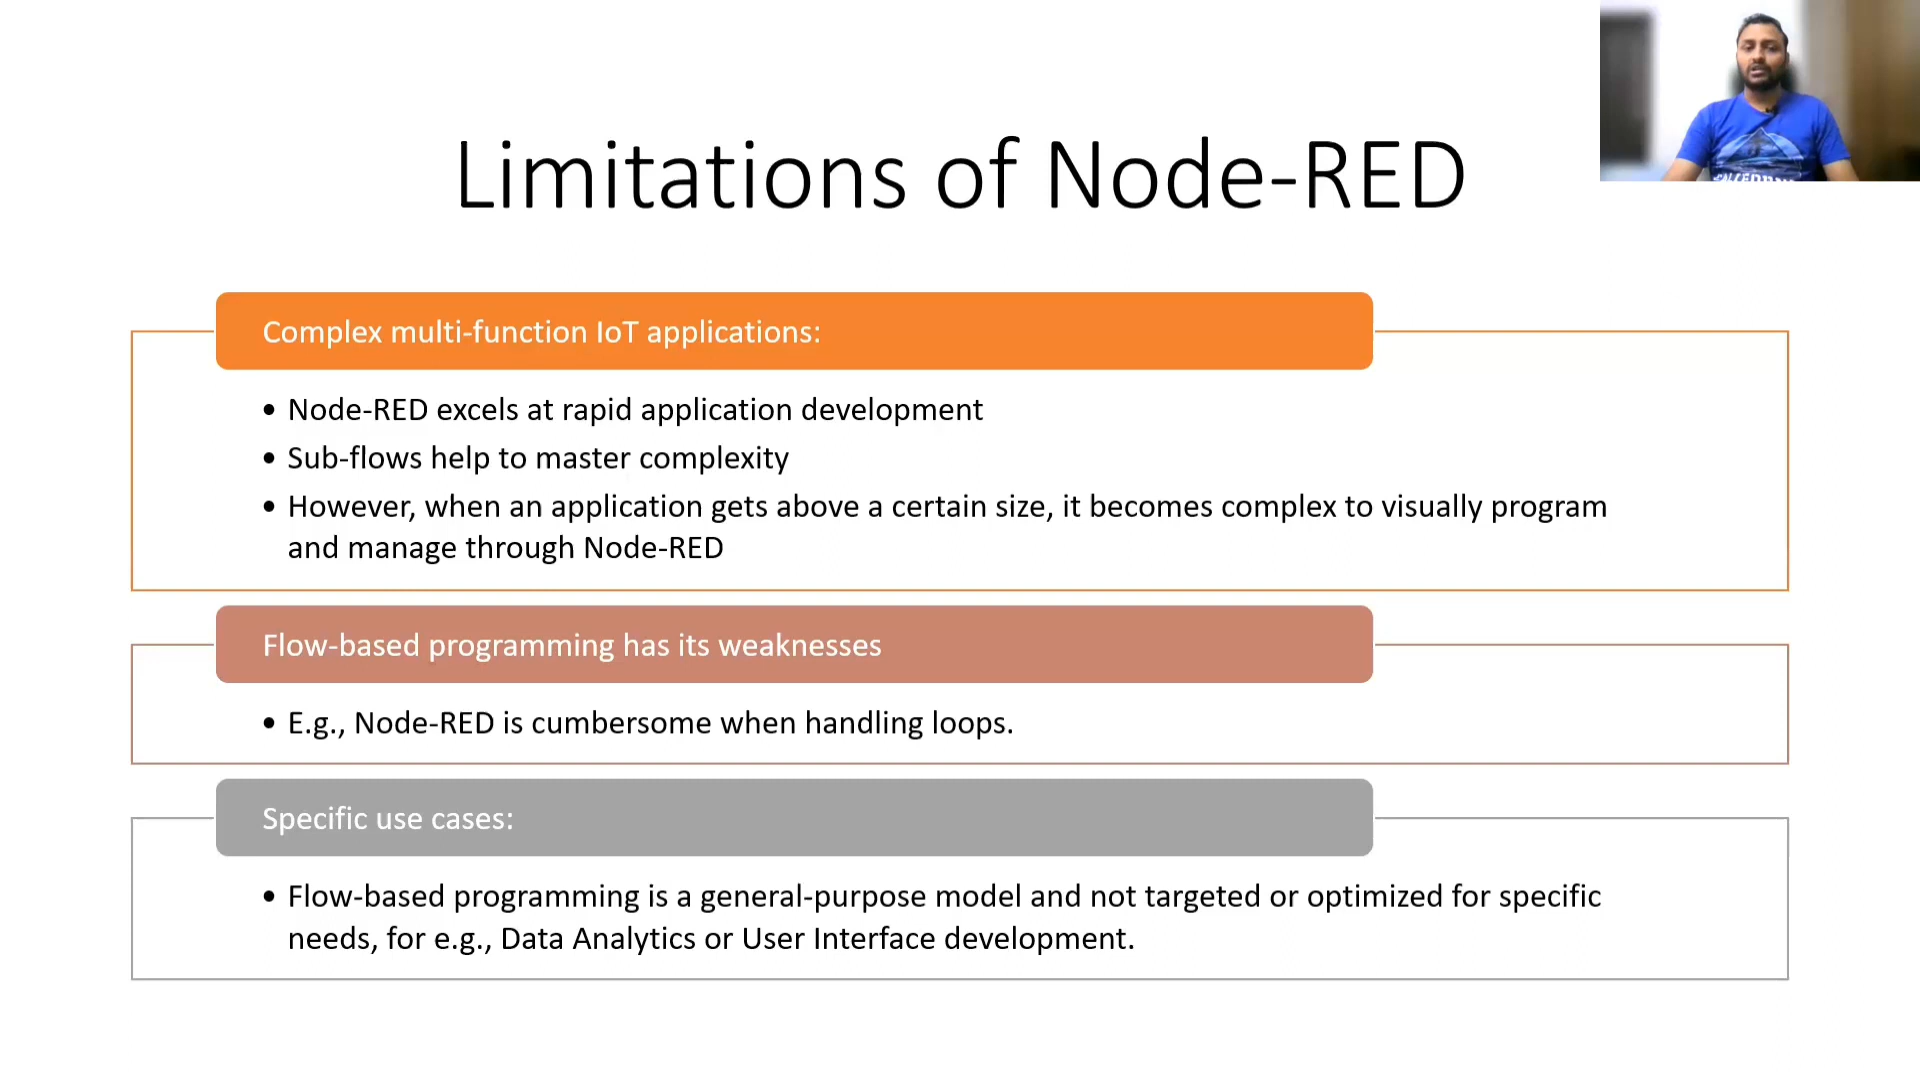 Limitations of Node-RED
Complex multi-function IoT applications:
• Node-RED excels at rapid application development
• Sub-flows help to master complexity
• However, when an application gets above a certain size, it becomes complex to visually program
and manage through Node-RED
Flow-based programming has its weaknesses
• E.g., Node-RED is cumbersome when handling loops.
Specific use cases:
• Flow-based programming is a general-purpose model and not targeted or optimized for specific
needs, for e.g., Data Analytics or User Interface development.